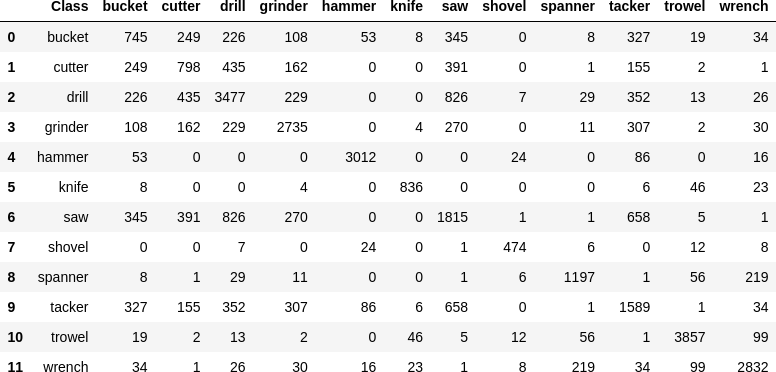 Class bucket cutter drill grinder hammer knife saw shovel spanner tacker trowel wrench
0 bucket 745 249 226 108 53 8 345 0 8 327 19 34
1 cutter 249 798 435 162 0 0 391 0 1 155 2 1
2 drill 226 435 3477 229 0 0 826 7 29 352 13 26
3 grinder 108 162 229 2735 0 4 270 0 11 307 2 30
4 hammer 53 0 0 0 3012 0 0 24 0 86 0 16
5 knife 8 0 0 4 0 836 0 0 0 6 46 23
6 saw 345 391 826 270 0 0 1815 1 1 658 5 1
7 shovel 0 0 7 0 24 0 1 474 6 0 12 8
8 spanner 8 1 29 11 0 0 1 6 1197 1 56 219
9 tacker 327 155 352 307 86 6 658 0 1 1589 1 34
10 trowel 19 2 13 2 0 46 5 12 56 1 3857 99
11 wrench 34 1 26 30 16 23 1 8 219 34 99 2832